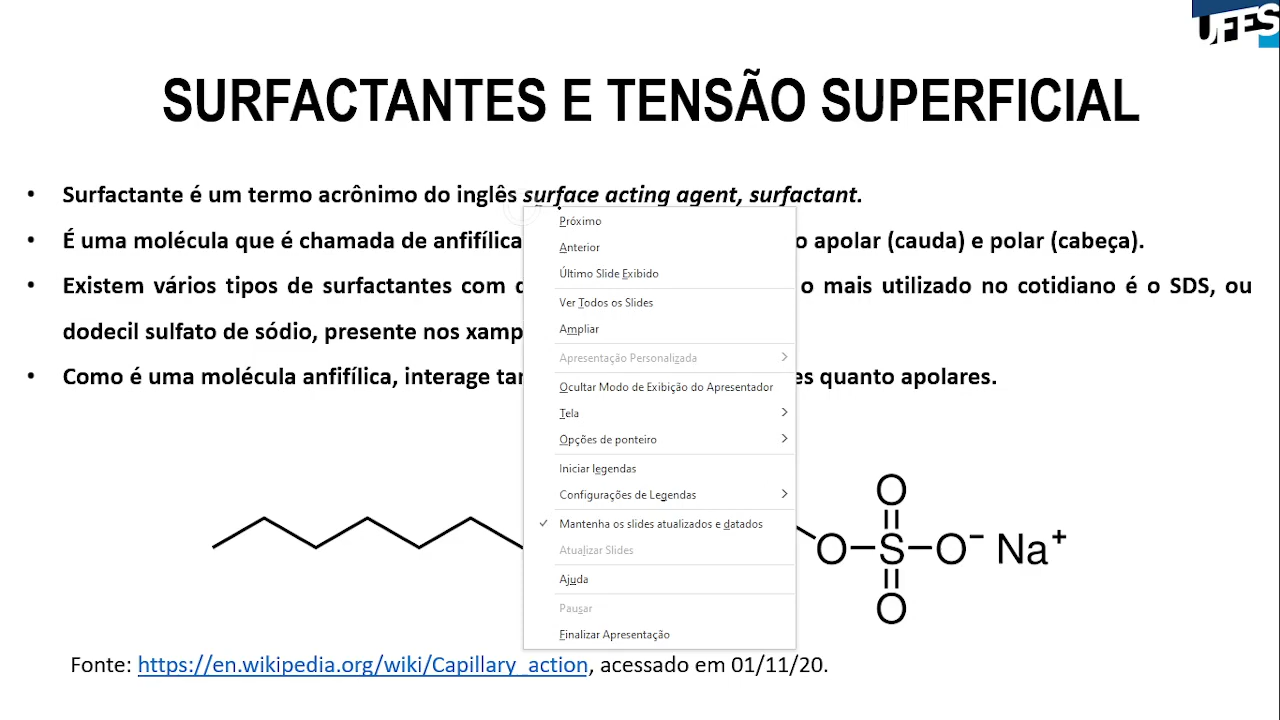 UFES
SURFACTANTES E TENSÃO SUPERFICIAL
• Surfactante é um termo acrônimo do inglês surface acting agent, surfactant.
• É uma molécula que é chamada de anfifílica
o apolar (cauda) e polar (cabeça).
• Existem vários tipos de surfactantes com
o mais utilizado no cotidiano é o SDS, ou
dodecil sulfato de sódio, presente nos
• Como é uma molécula anfifílica, interage
quanto apolares.
Próximo
Anterior
Último Slide Exibido
Ver Todos os Slides
Ampliar
Apresentação Personalizada
Ocultar Modo de Exibição do Apresentador
Tela
Opções de ponteiro
Iniciar legendas
Configurações de Legendas
Mantenha os slides atualizados e datados
Atualizar Slides
Ajuda
Pausar
Finalizar Apresentação
O
O S O⁻ Na⁺
O
Fonte: https://en.wikipedia.org/wiki/Capillary_action, acessado em 01/11/20.